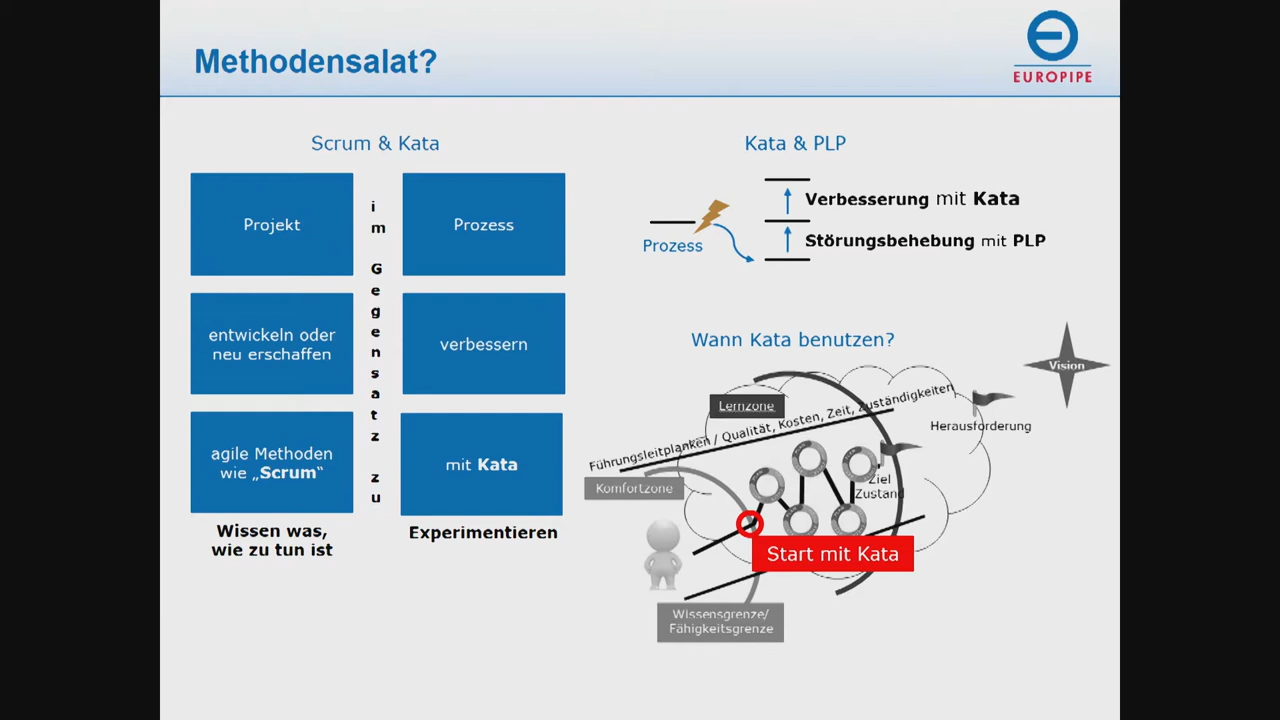 Methodensalat?
EUROPIPE
Scrum & Kata
Projekt
entwickeln oder
neu erschaffen
agile Methoden
wie „Scrum“
Wissen was,
wie zu tun ist
im Gegensatz zu
Prozess
verbessern
mit Kata
Experimentieren
Kata & PLP
Prozess
Verbesserung mit Kata
Störungsbehebung mit PLP
Wann Kata benutzen?
Vision
Lernzone
Führungsleitplanken / Qualität, Kosten, Zeit, Zuständigkeiten
Herausforderung
Komfortzone
Ziel
Zustand
Start mit Kata
Wissensgrenze/
Fähigkeitsgrenze